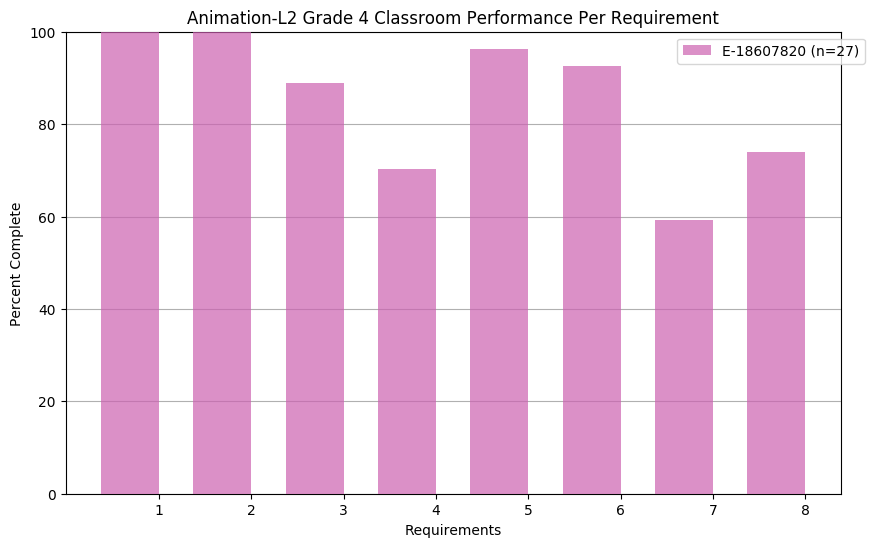 Animation-L2 Grade 4 Classroom Performance Per Requirement
E-18607820 (n=27)
Percent Complete
100
80
60
40
20
0
1 2 3 4 5 6 7 8
Requirements